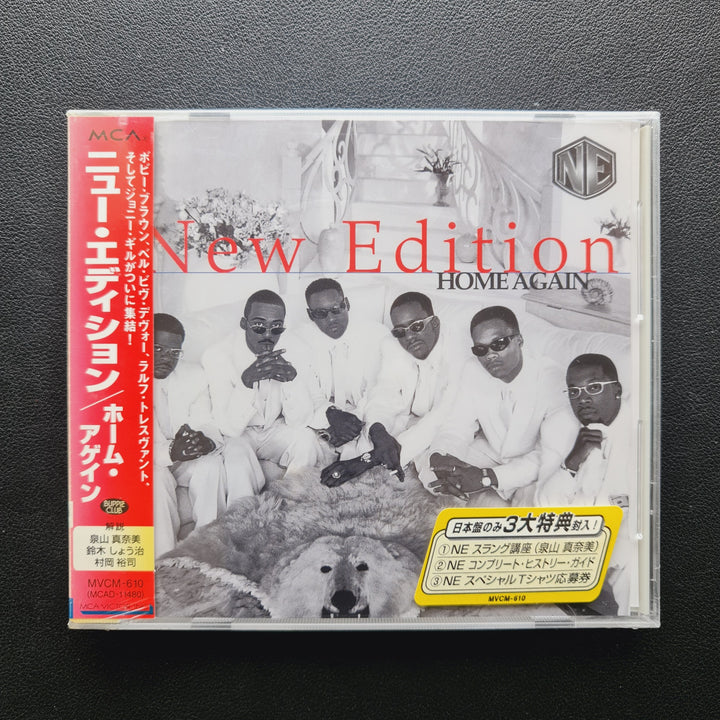 MCA
ボビー・ブラウン、ベル・ビヴ・デヴォー、ラルフ・トレスヴァント、
そしてジョニー・ギルがついに集結!
ニュー・エディション/ホーム・
アゲイン
BUPPIE
CLUB
解説
泉山 真奈美
鈴木 しょう治
村岡 裕司
MVCM-610
(MCAD-11480)
MCA VICTOR
NE
New Edition
HOME AGAIN
日本盤のみ3大特典封入!
①NE スラング講座(泉山 真奈美)
②NE コンプリート・ヒストリー・ガイド
③NE スペシャルTシャツ応募券
MVCM-610